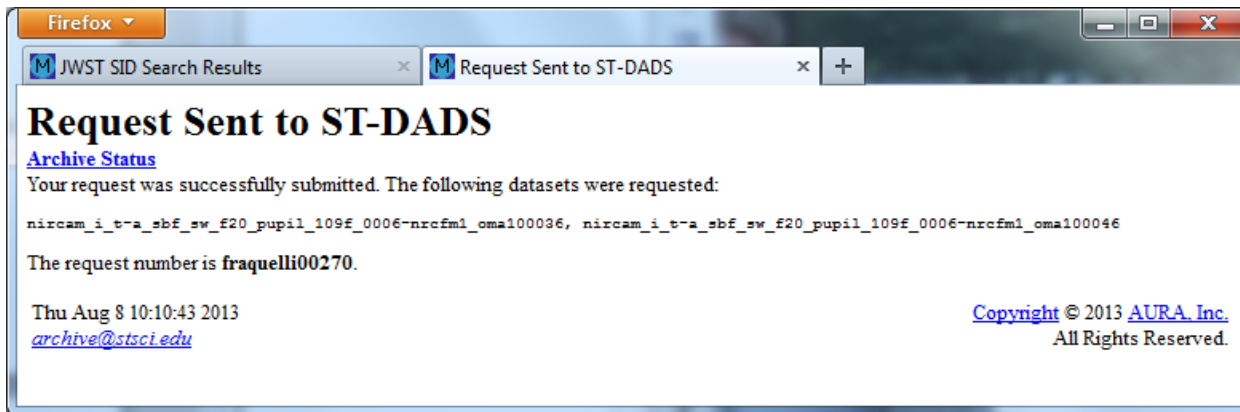 Firefox
JWST SID Search Results
Request Sent to ST-DADS
Request Sent to ST-DADS
Archive Status
Your request was successfully submitted. The following datasets were requested:
nircam_i_t-a_sbf_sw_f20_pupil_109f_0006-nrcfm1_oma100036, nircam_i_t-a_sbf_sw_f20_pupil_109f_0006-nrcfm1_oma100046
The request number is fraquelli00270.
Thu Aug 8 10:10:43 2013
Copyright © 2013 AURA, Inc.
archive@stsci.edu
All Rights Reserved.